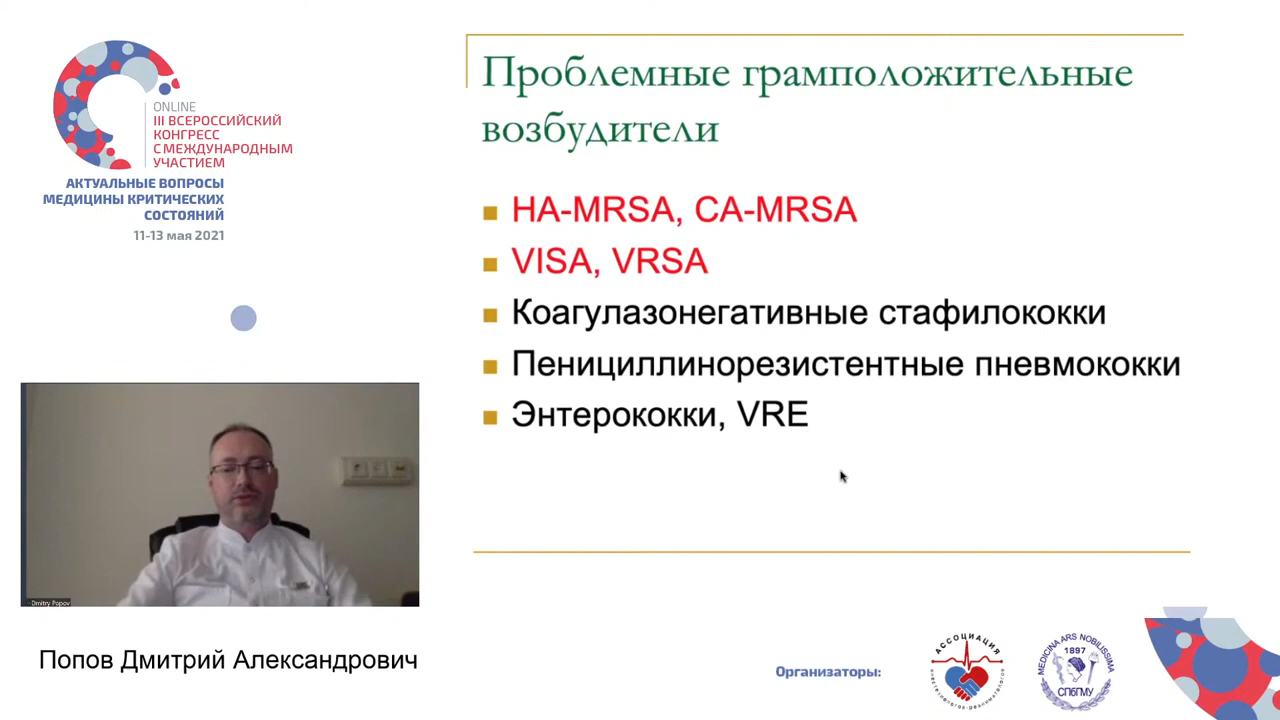 ONLINE
III ВСЕРОССИЙСКИЙ
КОНГРЕСС
С МЕЖДУНАРОДНЫМ
УЧАСТИЕМ
АКТУАЛЬНЫЕ ВОПРОСЫ
МЕДИЦИНЫ КРИТИЧЕСКИХ
СОСТОЯНИЙ
11-13 мая 2021
Проблемные грамположительные
возбудители
HA-MRSA, CA-MRSA
VISA, VRSA
Коагулазонегативные стафилококки
Пенициллинорезистентные пневмококки
Энтерококки, VRE
Dmitry Popov
Попов Дмитрий Александрович
Организаторы:
АССОЦИАЦИЯ
анестезиологов-реаниматологов
MEDICINA ARS NOBILISSIMA
1897
СПбГМУ